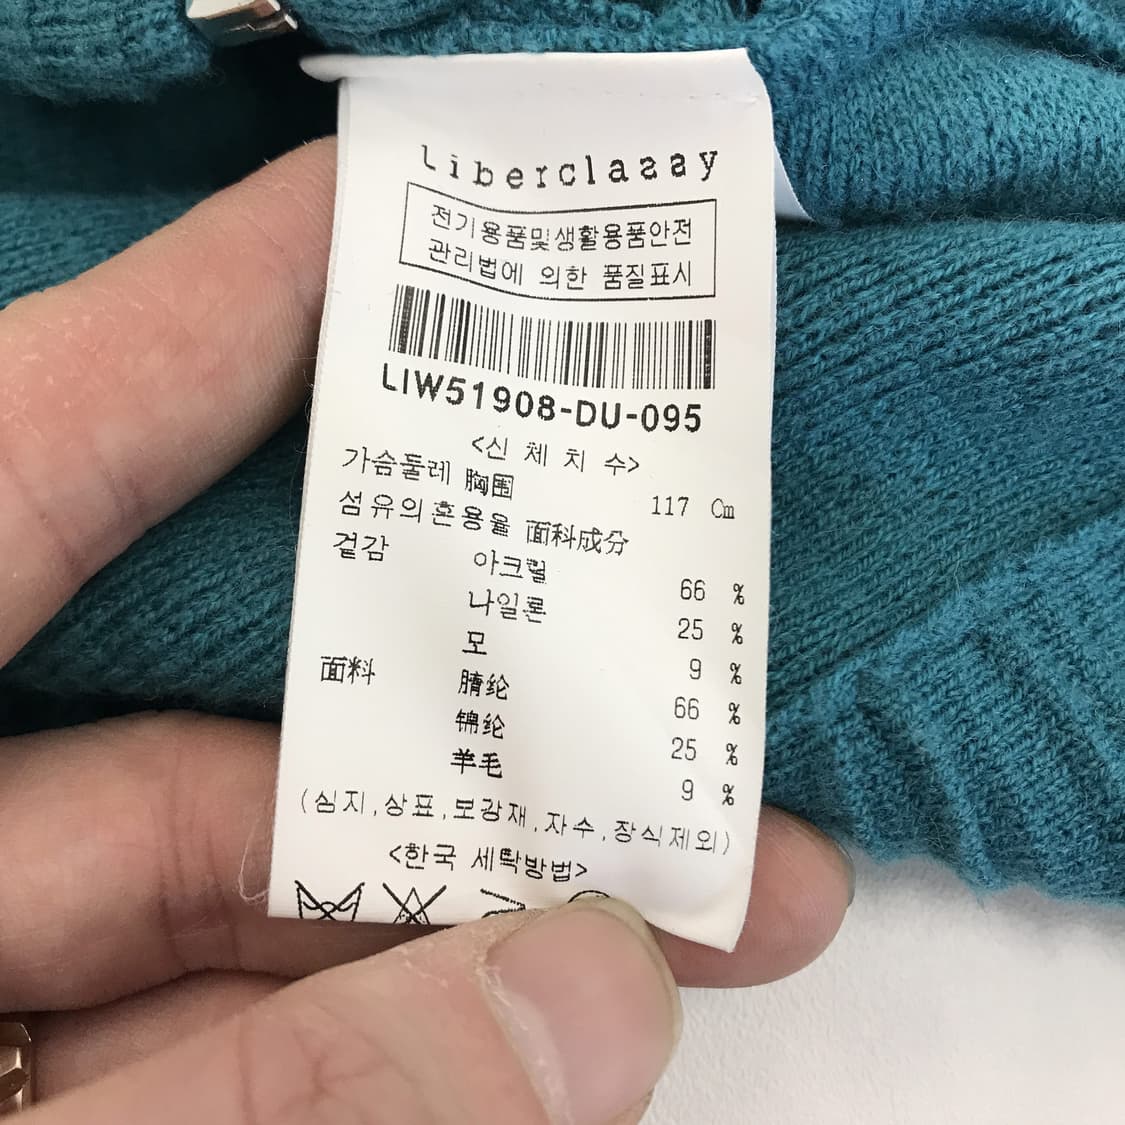 Liberclassy
전기용품및생활용품안전
관리법에 의한 품질표시
LIW51908-DU-095
<신 체 치 수>
가슴둘레 胸围 117 Cm
섬유의혼용율 面料成分
겉감 아크릴 66 %
나일론 25 %
모 9 %
面料 腈纶 66 %
锦纶 25 %
羊毛 9 %
(심지,상표,보강재,자수,장식제외)
<한국 세탁방법>